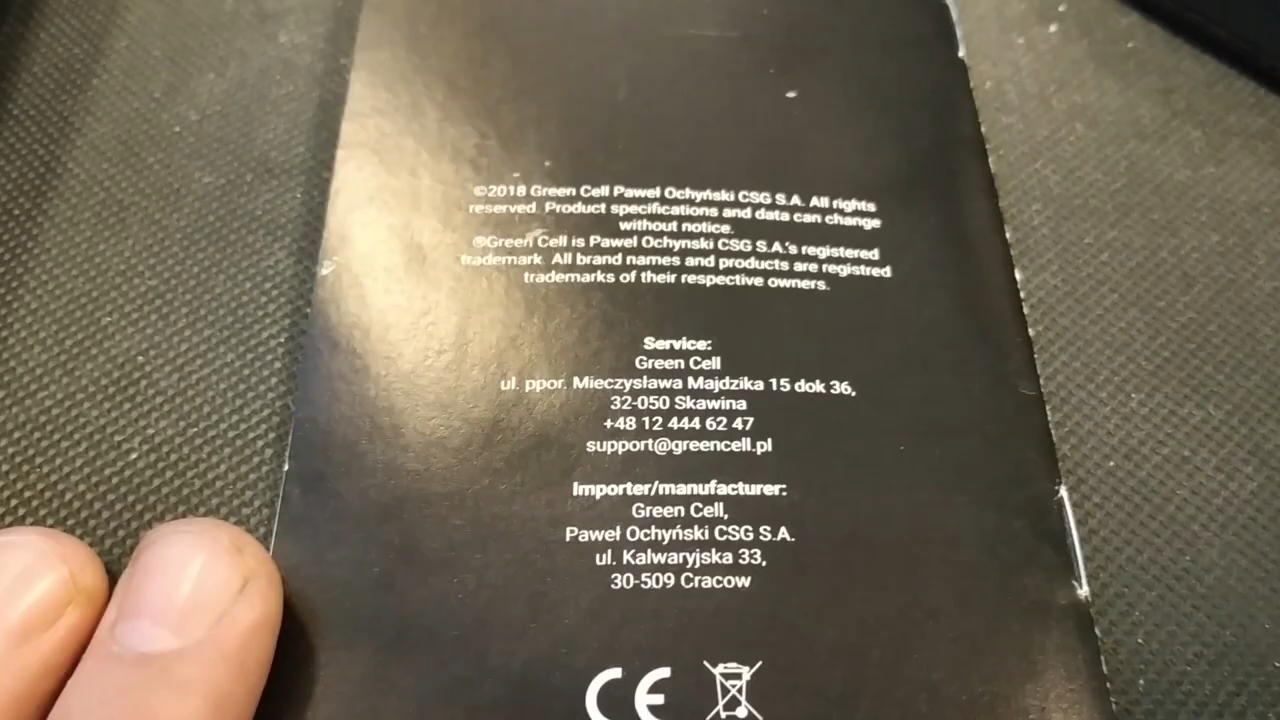 ©2018 Green Cell Paweł Ochyński CSG S.A. All rights
reserved. Product specifications and data can change
without notice.
®Green Cell is Pawel Ochynski CSG S.A.'s registered
trademark. All brand names and products are registred
trademarks of their respective owners.
Service:
Green Cell
ul. ppor. Mieczysława Majdzika 15 dok 36,
32-050 Skawina
+48 12 444 62 47
support@greencell.pl
Importer/manufacturer:
Green Cell,
Paweł Ochyński CSG S.A.
ul. Kalwaryjska 33,
30-509 Cracow
CE